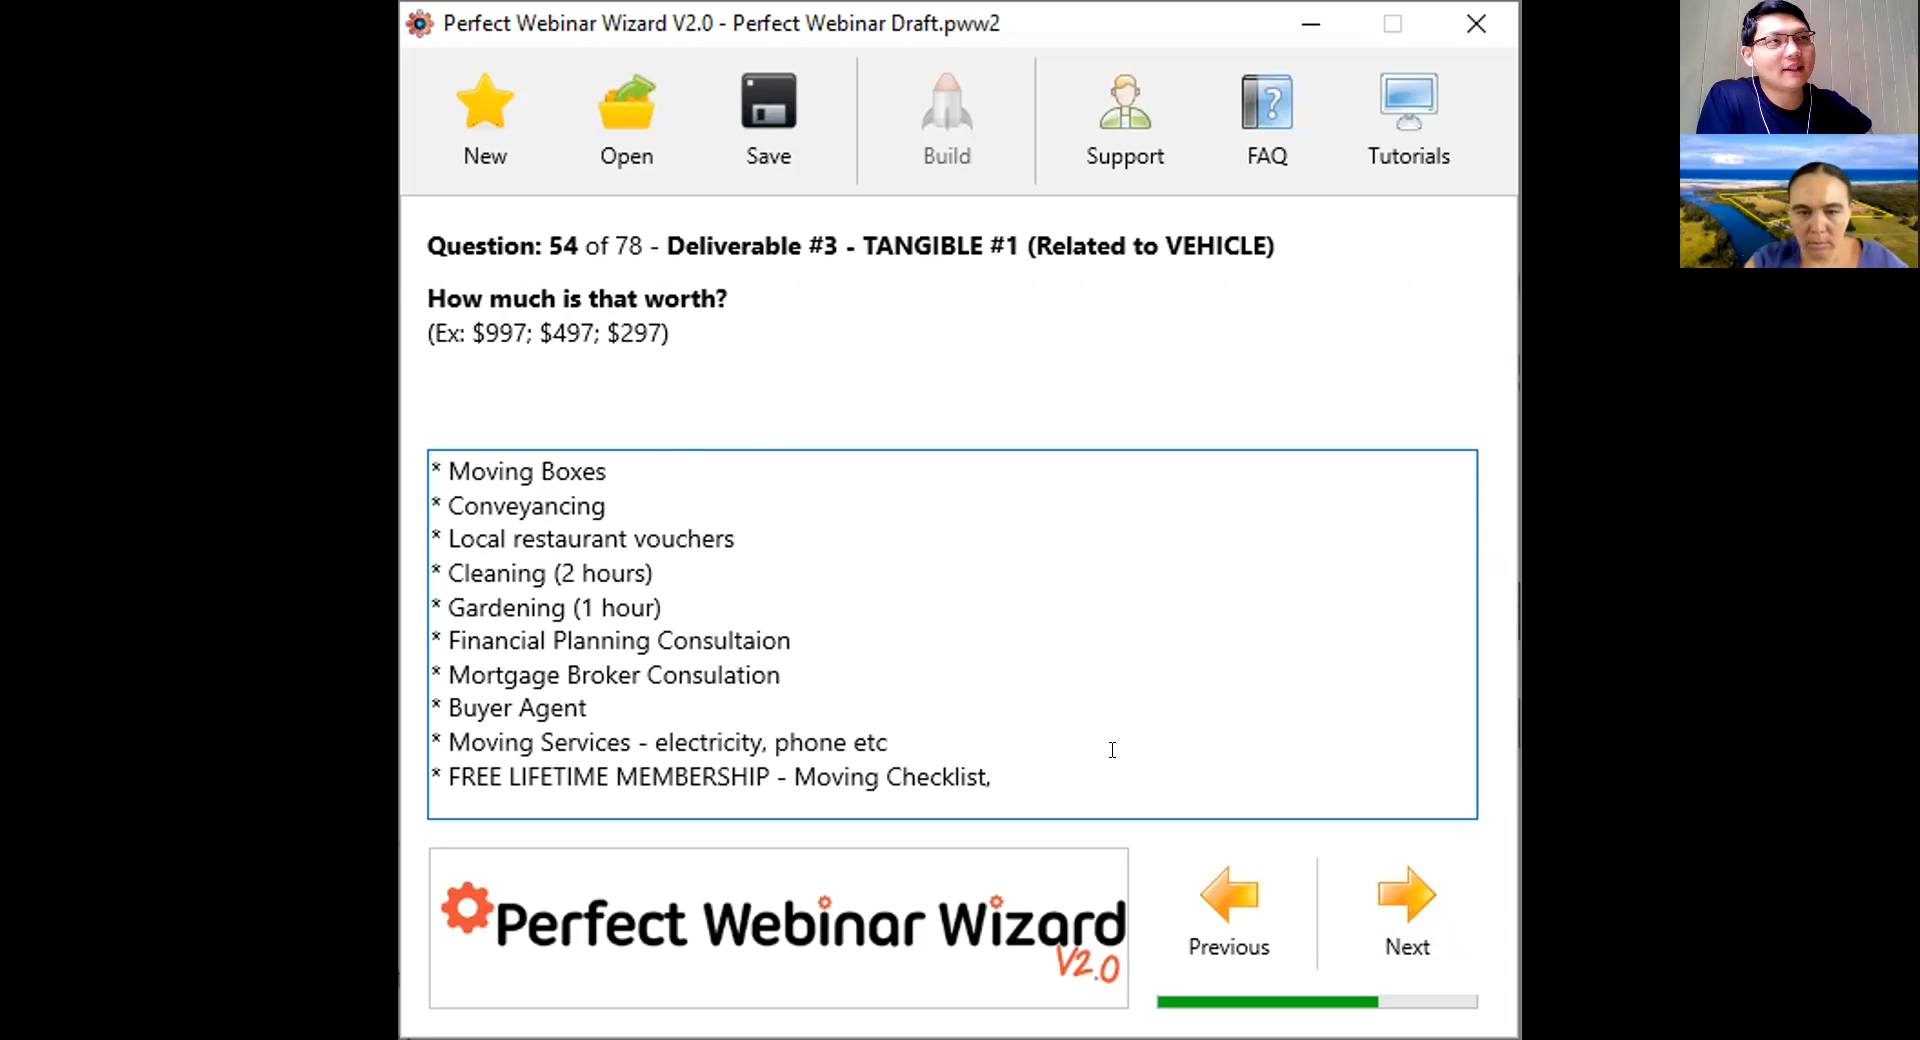 Perfect Webinar Wizard V2.0 - Perfect Webinar Draft.pww2
New
Open
Save
Build
Support
FAQ
Tutorials
Question: 54 of 78 - Deliverable #3 - TANGIBLE #1 (Related to VEHICLE)
How much is that worth?
(Ex: $997; $497; $297)
* Moving Boxes
* Conveyancing
* Local restaurant vouchers
* Cleaning (2 hours)
* Gardening (1 hour)
* Financial Planning Consultaion
* Mortgage Broker Consulation
* Buyer Agent
* Moving Services - electricity, phone etc
* FREE LIFETIME MEMBERSHIP - Moving Checklist,
Perfect Webinar Wizard
V2.0
Previous
Next